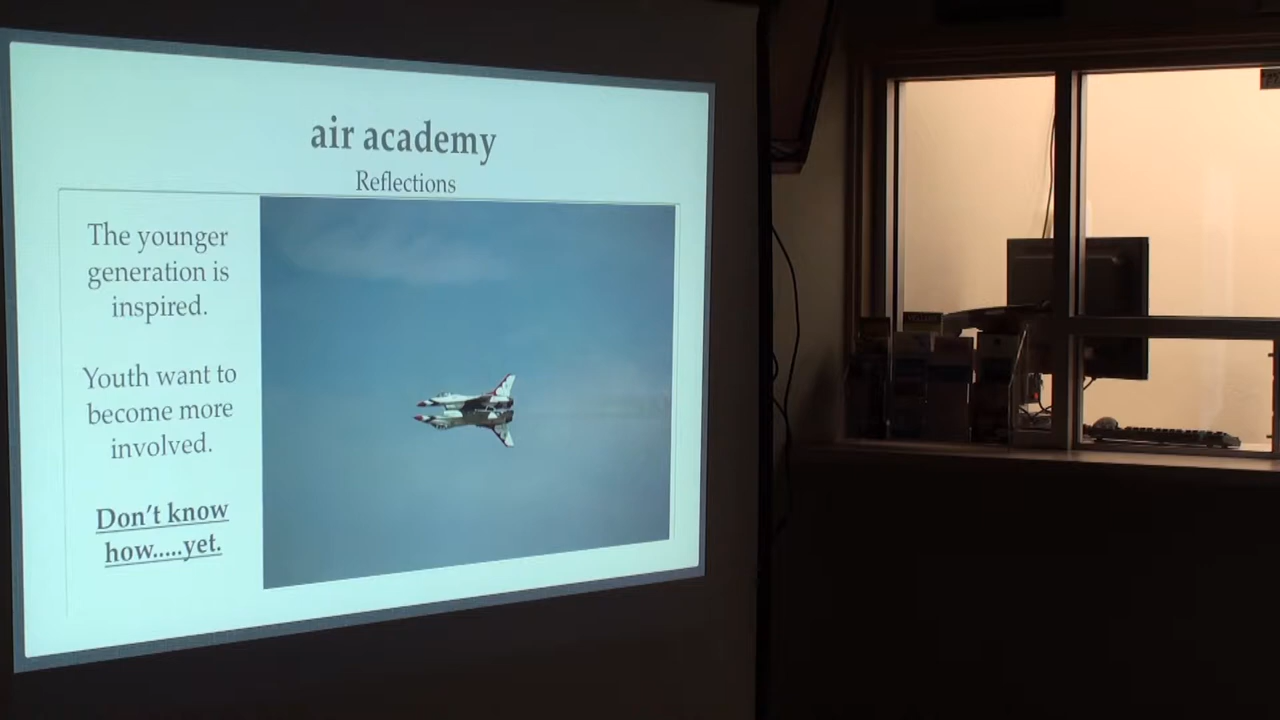 air academy
Reflections
The younger
generation is
inspired.
Youth want to
become more
involved.
Don't know
how.....yet.